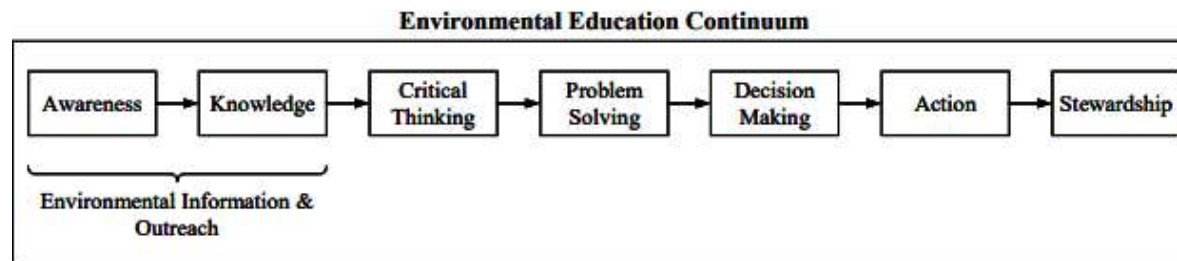 Environmental Education Continuum
Awareness
Knowledge
Critical
Thinking
Problem
Solving
Decision
Making
Action
Stewardship
Environmental Information &
Outreach